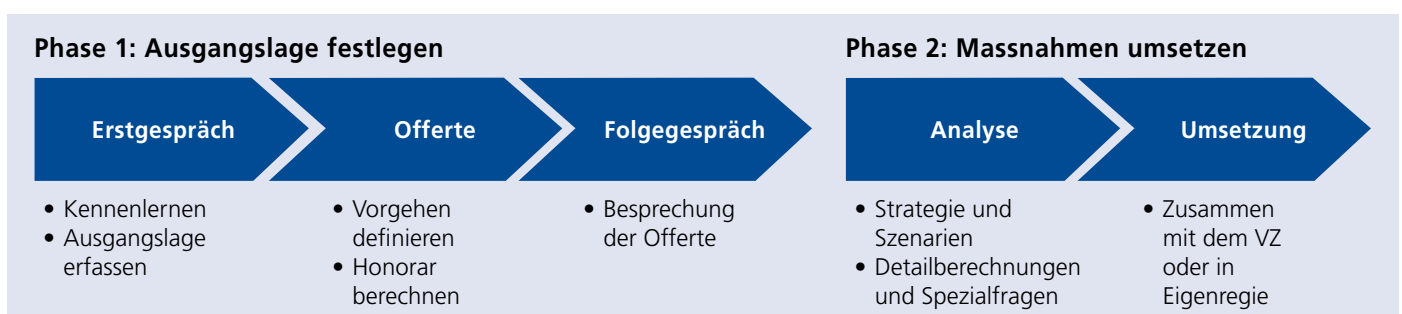 Phase 1: Ausgangslage festlegen
Erstgespräch
Offerte
Folgegespräch
• Kennenlernen
• Ausgangslage
erfassen
• Vorgehen
definieren
• Honorar
berechnen
• Besprechung
der Offerte
Phase 2: Massnahmen umsetzen
Analyse
Umsetzung
• Strategie und
Szenarien
• Detailberechnungen
und Spezialfragen
• Zusammen
mit dem VZ
oder in
Eigenregie